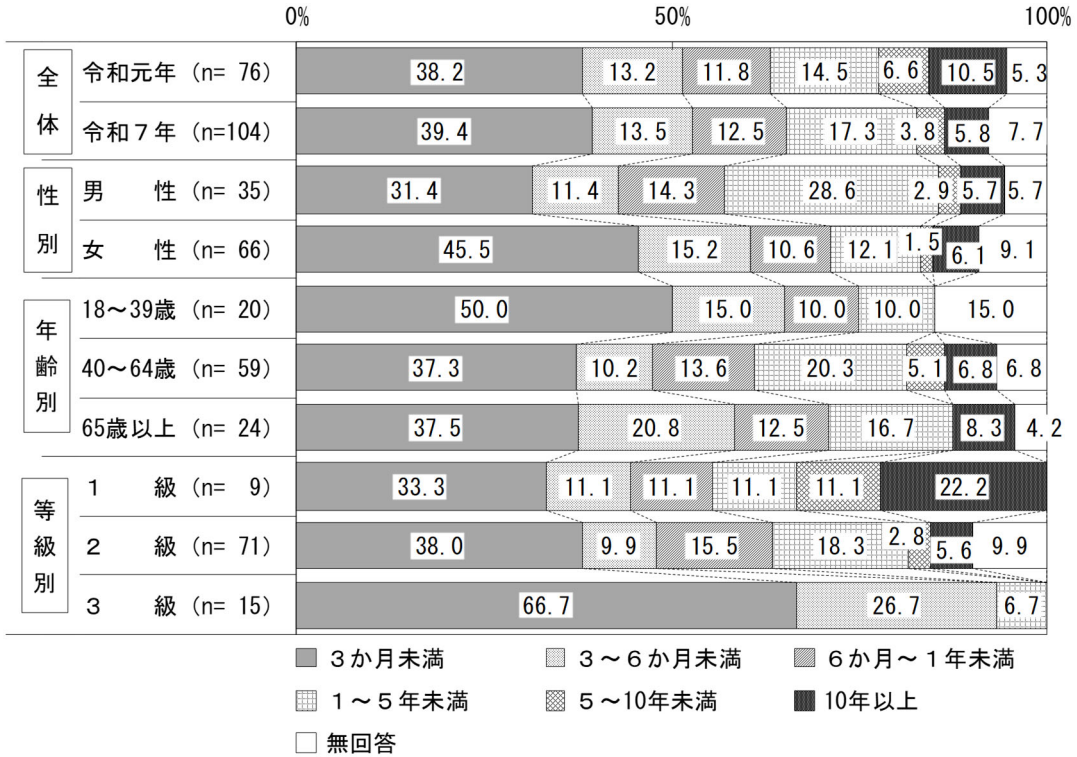 0% 50% 100%
全体
令和元年 (n= 76) 38.2 13.2 11.8 14.5 6.6 10.5 5.3
令和７年 (n=104) 39.4 13.5 12.5 17.3 3.8 5.8 7.7
性別
男　性 (n= 35) 31.4 11.4 14.3 28.6 2.9 5.7 5.7
女　性 (n= 66) 45.5 15.2 10.6 12.1 1.5 6.1 9.1
年齢別
18～39歳 (n= 20) 50.0 15.0 10.0 10.0 15.0
40～64歳 (n= 59) 37.3 10.2 13.6 20.3 5.1 6.8 6.8
65歳以上 (n= 24) 37.5 20.8 12.5 16.7 8.3 4.2
等級別
１　級 (n= 9) 33.3 11.1 11.1 11.1 11.1 22.2
２　級 (n= 71) 38.0 9.9 15.5 18.3 2.8 5.6 9.9
３　級 (n= 15) 66.7 26.7 6.7
３か月未満 ３～６か月未満 ６か月～１年未満
１～５年未満 ５～10年未満 10年以上
無回答